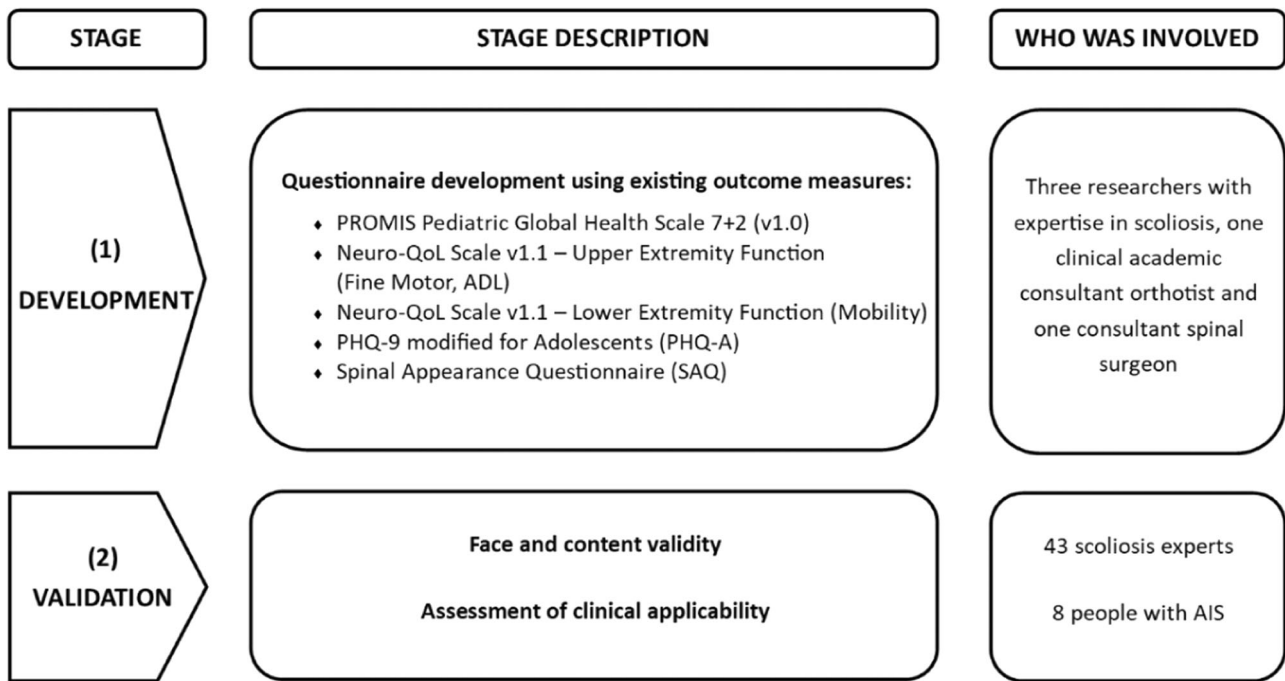 STAGE
STAGE DESCRIPTION
WHO WAS INVOLVED
(1)
DEVELOPMENT
Questionnaire development using existing outcome measures:
♦ PROMIS Pediatric Global Health Scale 7+2 (v1.0)
♦ Neuro-QoL Scale v1.1 – Upper Extremity Function
(Fine Motor, ADL)
♦ Neuro-QoL Scale v1.1 – Lower Extremity Function (Mobility)
♦ PHQ-9 modified for Adolescents (PHQ-A)
♦ Spinal Appearance Questionnaire (SAQ)
Three researchers with
expertise in scoliosis, one
clinical academic
consultant orthotist and
one consultant spinal
surgeon
(2)
VALIDATION
Face and content validity
Assessment of clinical applicability
43 scoliosis experts
8 people with AIS